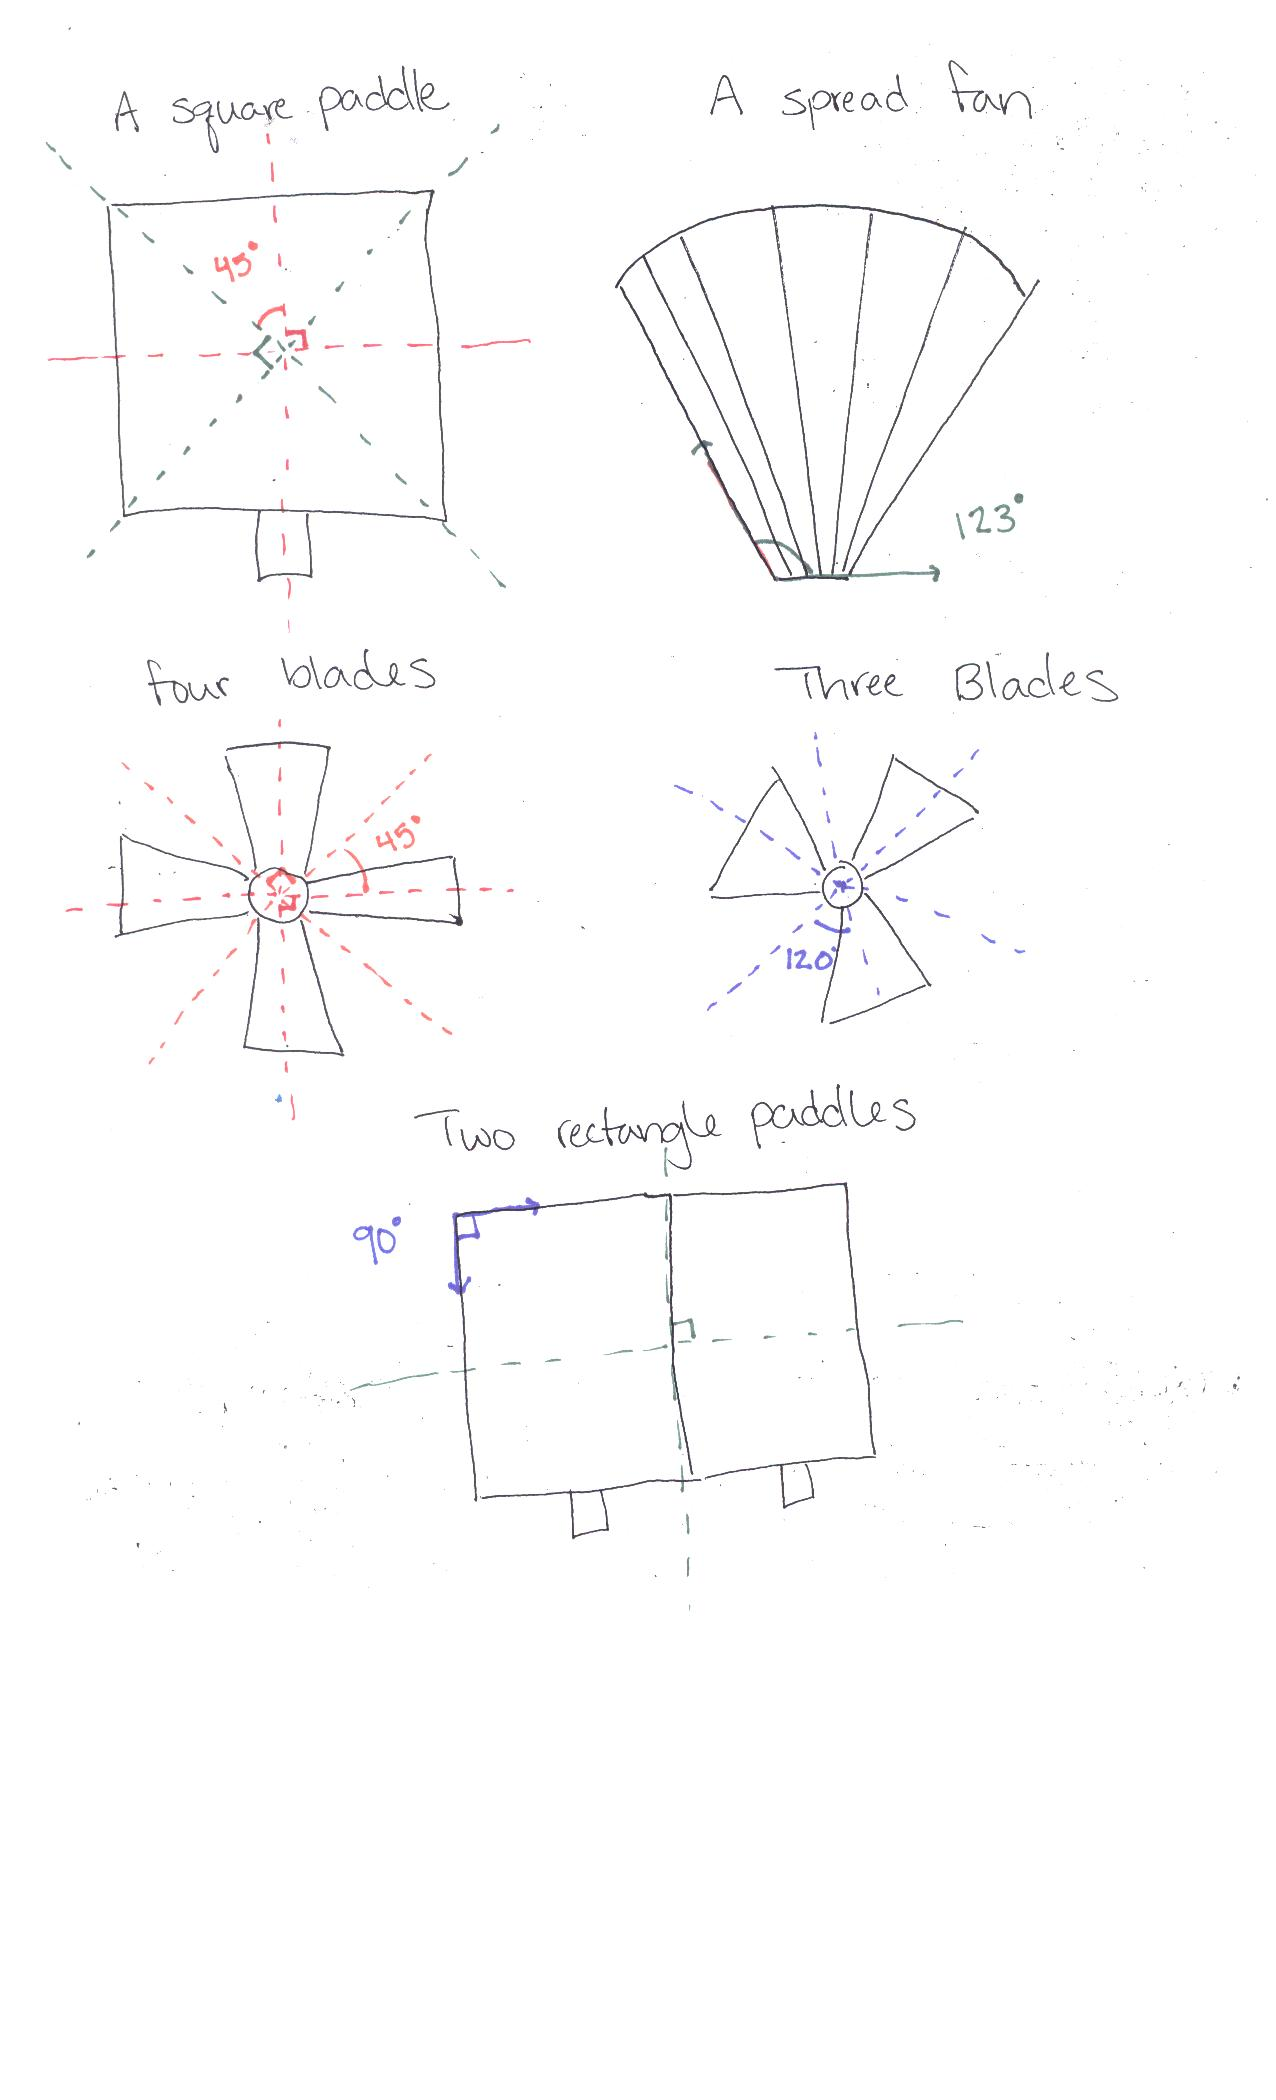 A square paddle
A spread fan
45°
123°
four blades
Three Blades
45°
120°
Two rectangle paddles
90°